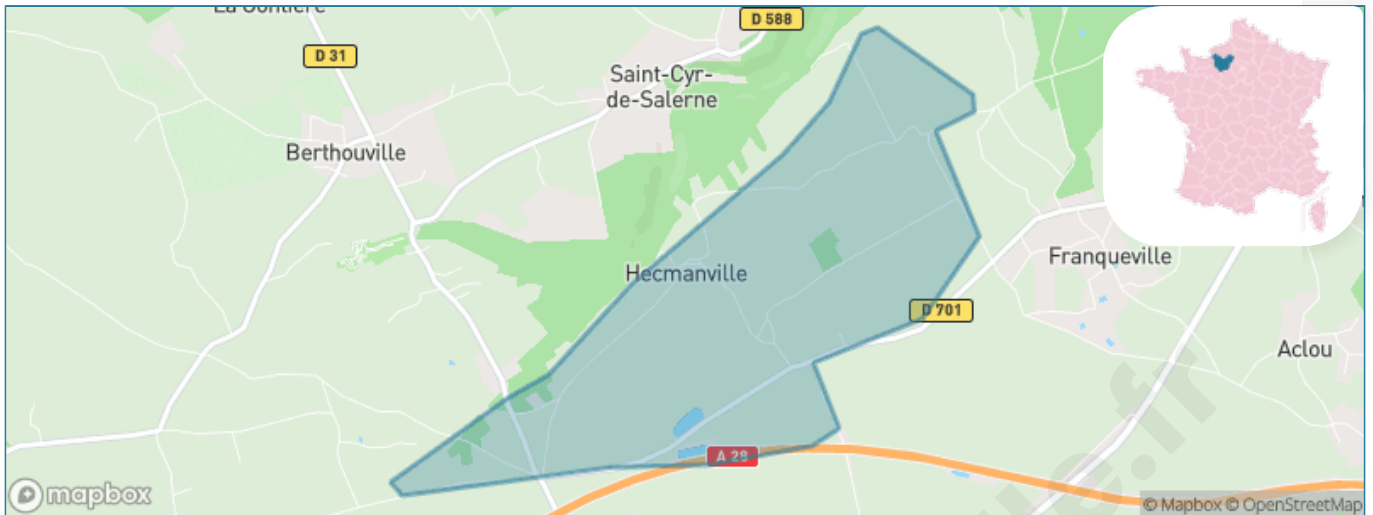 D 588
D 31
Saint-Cyr-
de-Salerne
Berthouville
Hecmanville
Franqueville
D 701
Aclou
A 28
mapbox
© Mapbox © OpenStreetMap